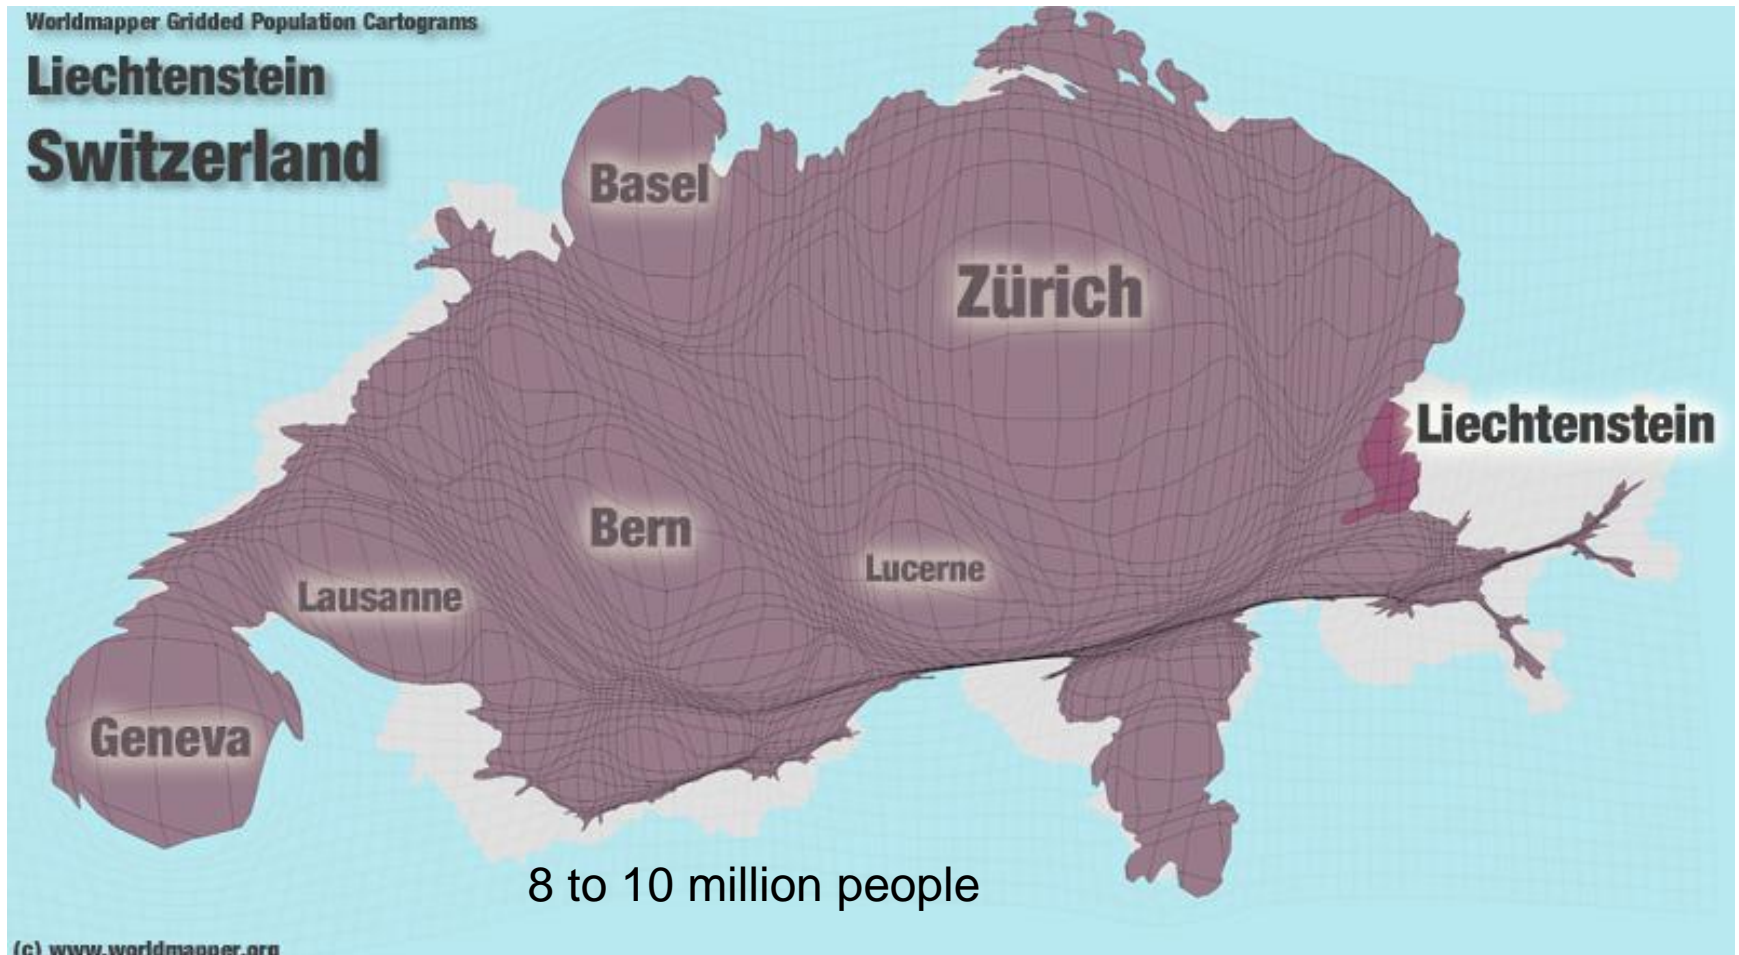 Worldmapper Gridded Population Cartograms
Liechtenstein
Switzerland
Basel
Zürich
Liechtenstein
Bern
Lucerne
Lausanne
Geneva
8 to 10 million people
(c) www.worldmapper.org